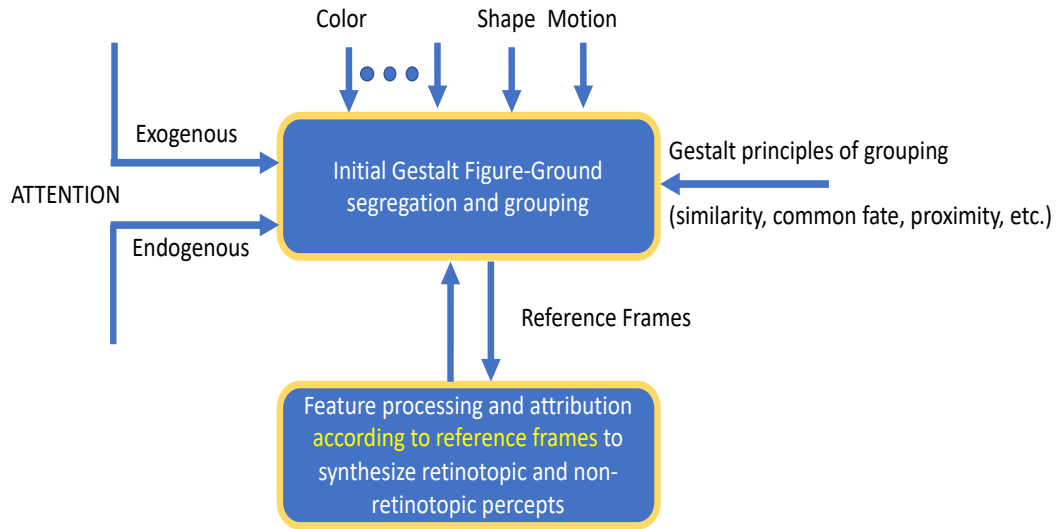 Color
Shape Motion
Exogenous
ATTENTION
Endogenous
Initial Gestalt Figure-Ground
segregation and grouping
Gestalt principles of grouping
(similarity, common fate, proximity, etc.)
Reference Frames
Feature processing and attribution
according to reference frames to
synthesize retinotopic and non-
retinotopic percepts